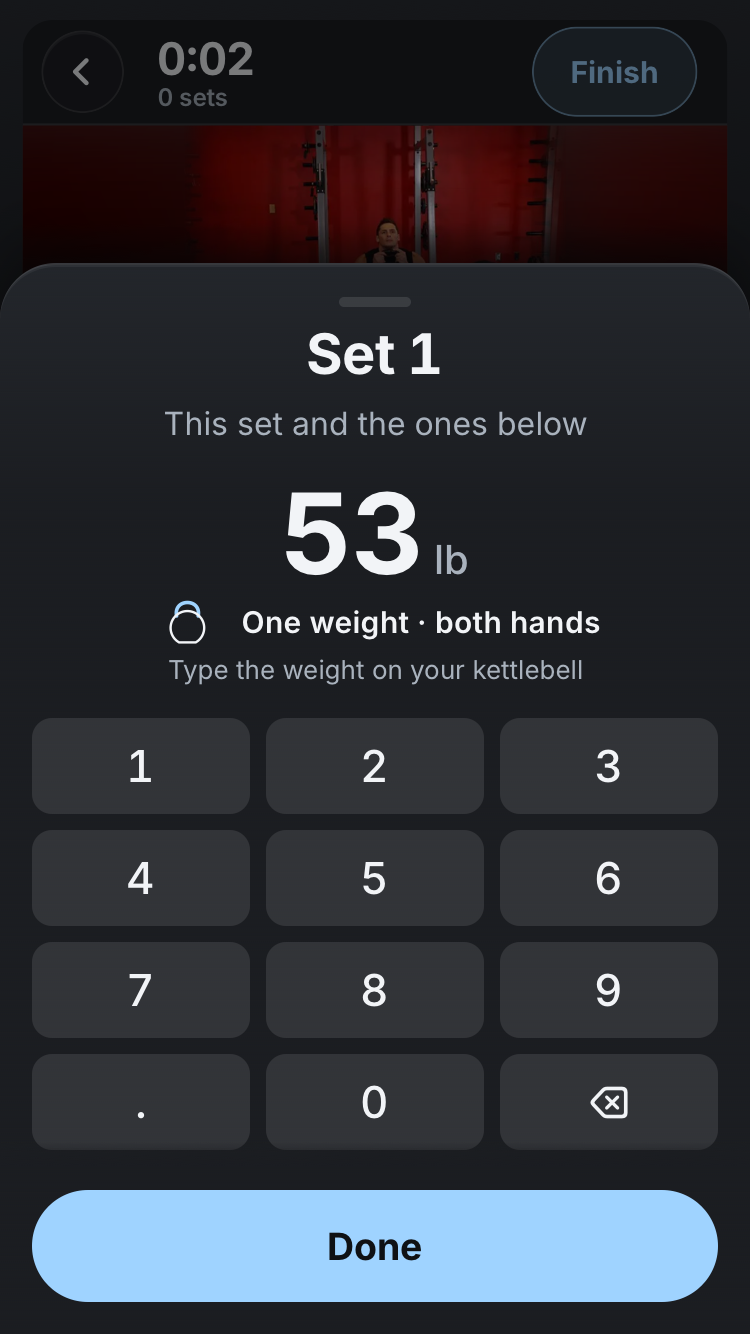 0:02
0 sets
Finish
Set 1
This set and the ones below
53 lb
One weight · both hands
Type the weight on your kettlebell
1 2 3
4 5 6
7 8 9
. 0
Done